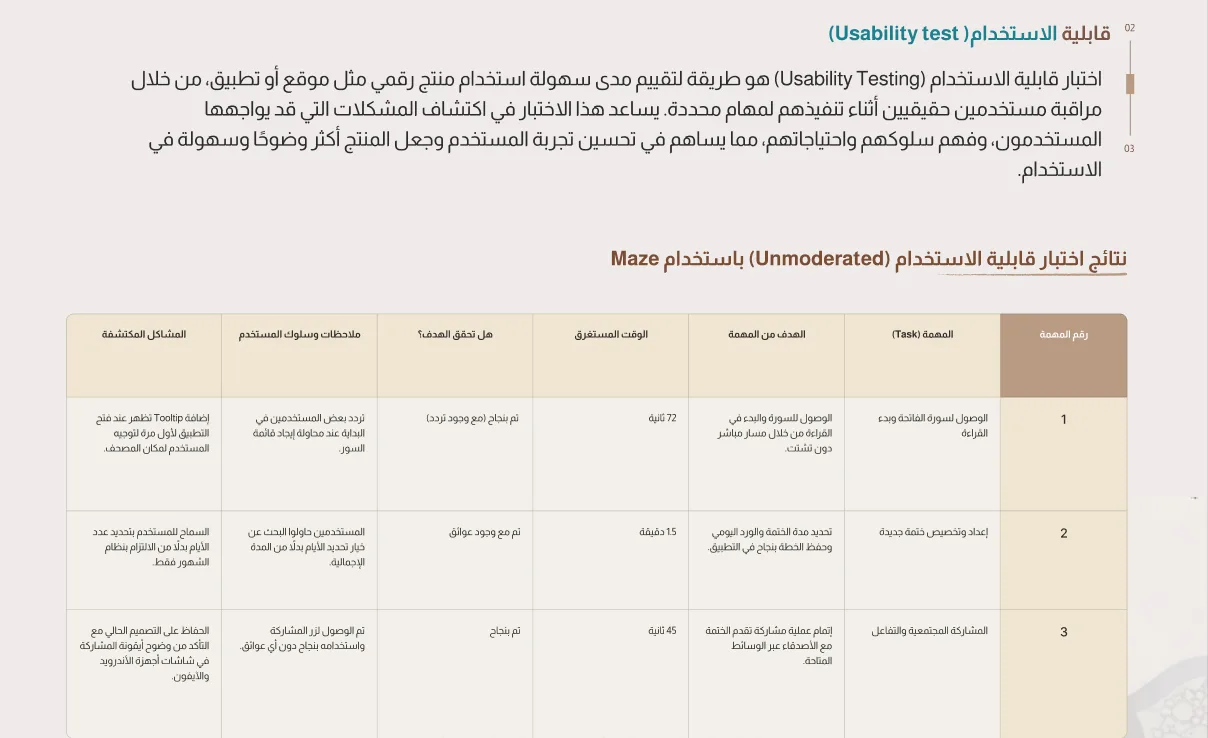 02
قابلية الاستخدام( Usability test)
اختبار قابلية الاستخدام (Usability Testing) هو طريقة لتقييم مدى سهولة استخدام منتج رقمي مثل موقع أو تطبيق، من خلال
مراقبة مستخدمين حقيقيين أثناء تنفيذهم لمهام محددة. يساعد هذا الاختبار في اكتشاف المشكلات التي قد يواجهها
المستخدمون، وفهم سلوكهم واحتياجاتهم، مما يساهم في تحسين تجربة المستخدم وجعل المنتج أكثر وضوحًا وسهولة في
الاستخدام.
03
نتائج اختبار قابلية الاستخدام (Unmoderated) باستخدام Maze
رقم المهمة
المهمة (Task)
الهدف من المهمة
الوقت المستغرق
هل تحقق الهدف؟
ملاحظات وسلوك المستخدم
المشاكل المكتشفة
1
الوصول لسورة الفاتحة وبدء
القراءة
الوصول للسورة والبدء في
القراءة من خلال مسار مباشر
دون تشتت.
72 ثانية
تم بنجاح (مع وجود تردد)
تردد بعض المستخدمين في
البداية عند محاولة إيجاد قائمة
السور.
إضافة Tooltip تظهر عند فتح
التطبيق لأول مرة لتوجيه
المستخدم لمكان المصحف.
2
إعداد وتخصيص ختمة جديدة
تحديد مدة الختمة والورد اليومي
وحفظ الخطة بنجاح في التطبيق.
1.5 دقيقة
تم مع وجود عوائق
المستخدمين حاولوا البحث عن
خيار تحديد الأيام بدلًا من المدة
الإجمالية.
السماح للمستخدم بتحديد عدد
الأيام بدلًا من الالتزام بنظام
الشهور فقط.
3
المشاركة المجتمعية والتفاعل
إتمام عملية مشاركة تقدم الختمة
مع الأصدقاء عبر الوسائط
المتاحة.
45 ثانية
تم بنجاح
تم الوصول لزر المشاركة
واستخدامه بنجاح دون أي عوائق.
الحفاظ على التصميم الحالي مع
التأكد من وضوح أيقونة المشاركة
في شاشات أجهزة الأندرويد
والآيفون.